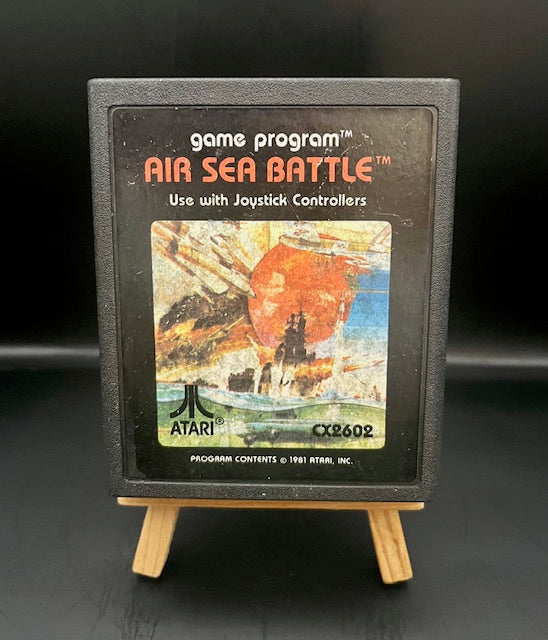 game program™
AIR SEA BATTLE™
Use with Joystick Controllers
ATARI®
CX2602
PROGRAM CONTENTS © 1981 ATARI, INC.